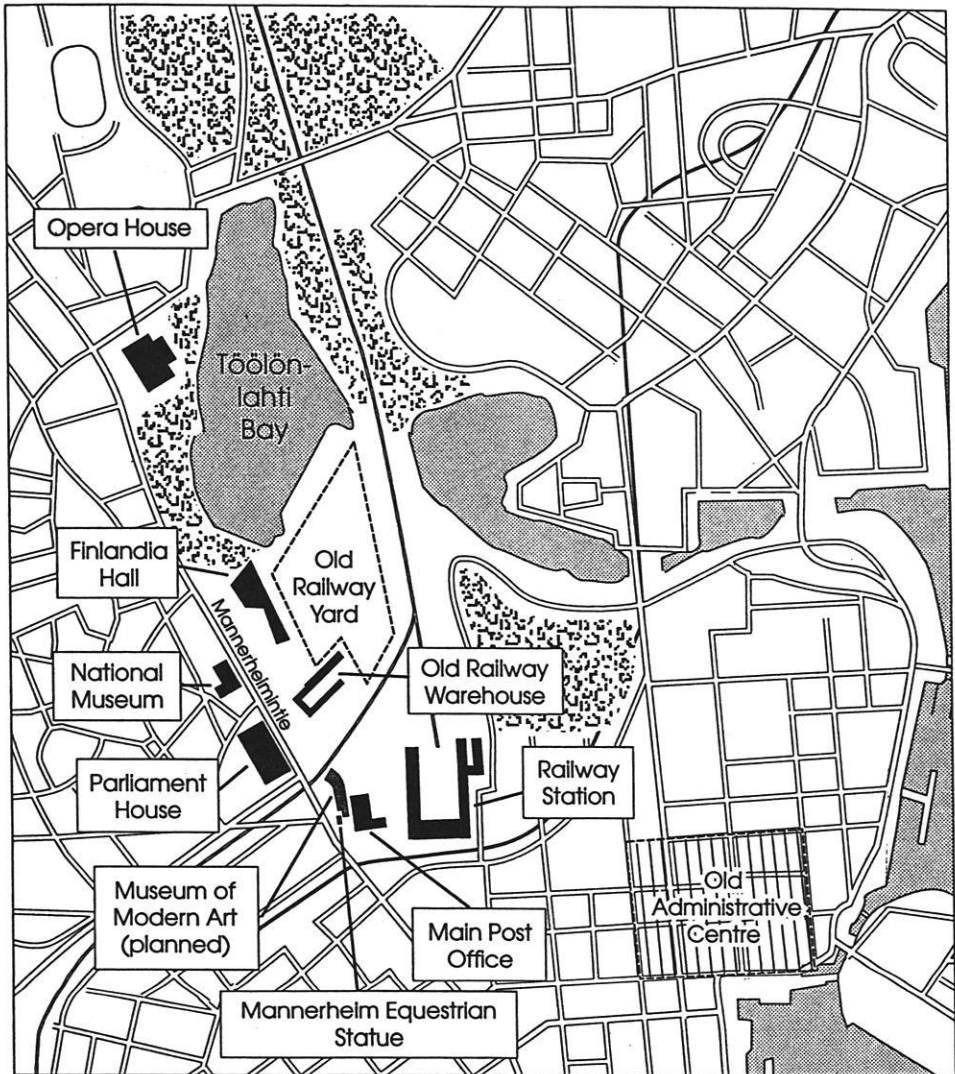 Opera House
Töölön-
lahti
Bay
Finlandia
Hall
Old
Railway
Yard
Mannerheimintie
National
Museum
Old Railway
Warehouse
Parliament
House
Railway
Station
Museum of
Modern Art
(planned)
Main Post
Office
Old
Administrative
Centre
Mannerheim Equestrian
Statue